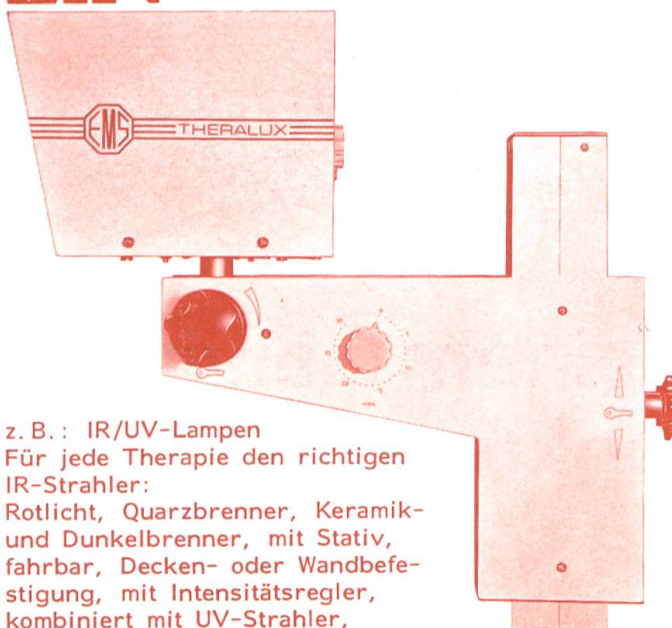 EMS THERALUX
z. B.: IR/UV-Lampen
Für jede Therapie den richtigen
IR-Strahler:
Rotlicht, Quarzbrenner, Keramik-
und Dunkelbrenner, mit Stativ,
fahrbar, Decken- oder Wandbefe-
stigung, mit Intensitätsregler,
kombiniert mit UV-Strahler,